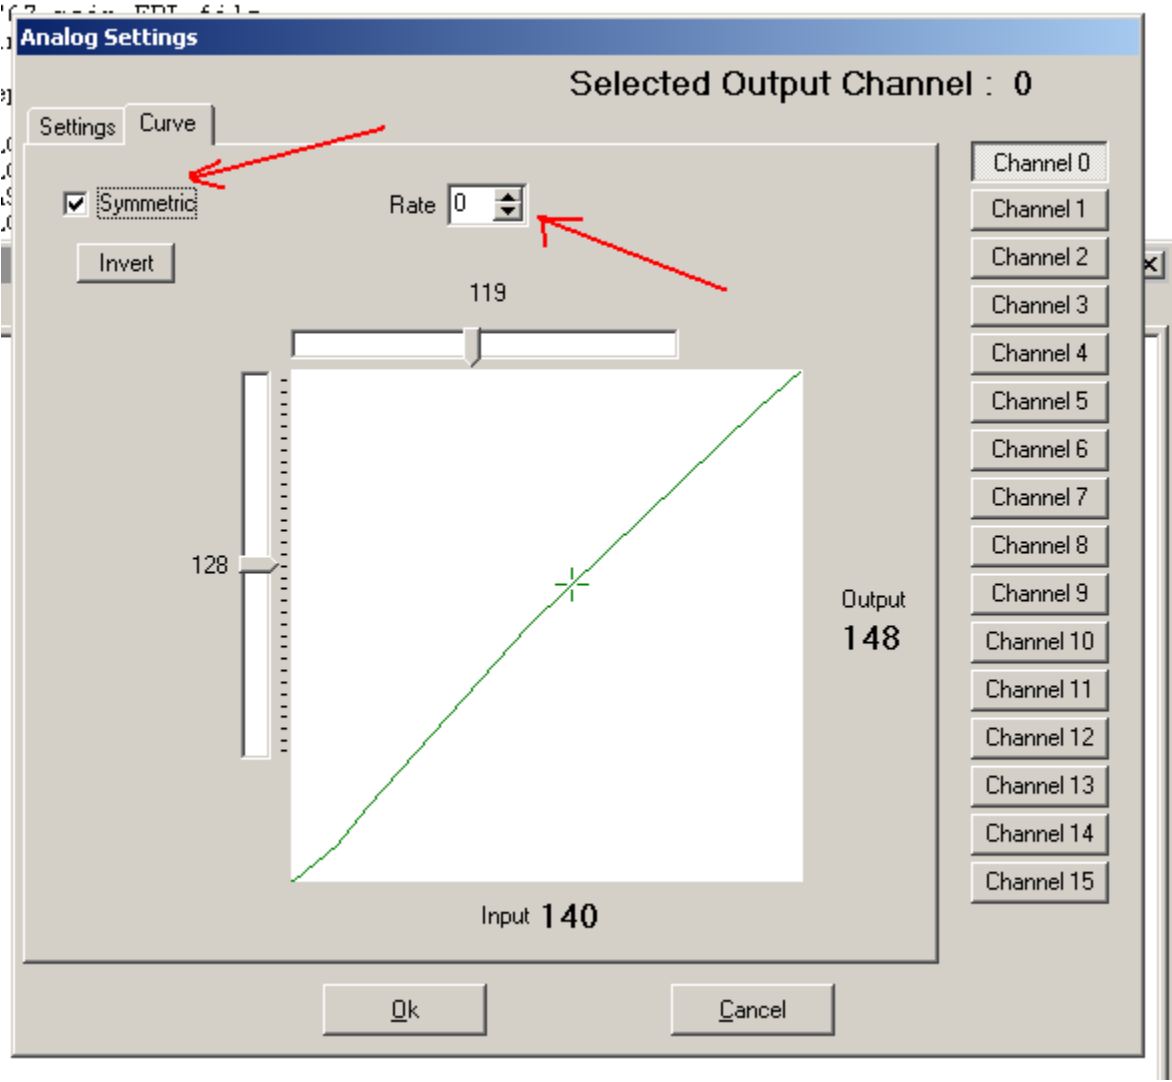 Analog Settings
Selected Output Channel : 0
Settings
Curve
Symmetric
Rate 0
Invert
119
128
Output
148
Input 140
Channel 0
Channel 1
Channel 2
Channel 3
Channel 4
Channel 5
Channel 6
Channel 7
Channel 8
Channel 9
Channel 10
Channel 11
Channel 12
Channel 13
Channel 14
Channel 15
Ok
Cancel